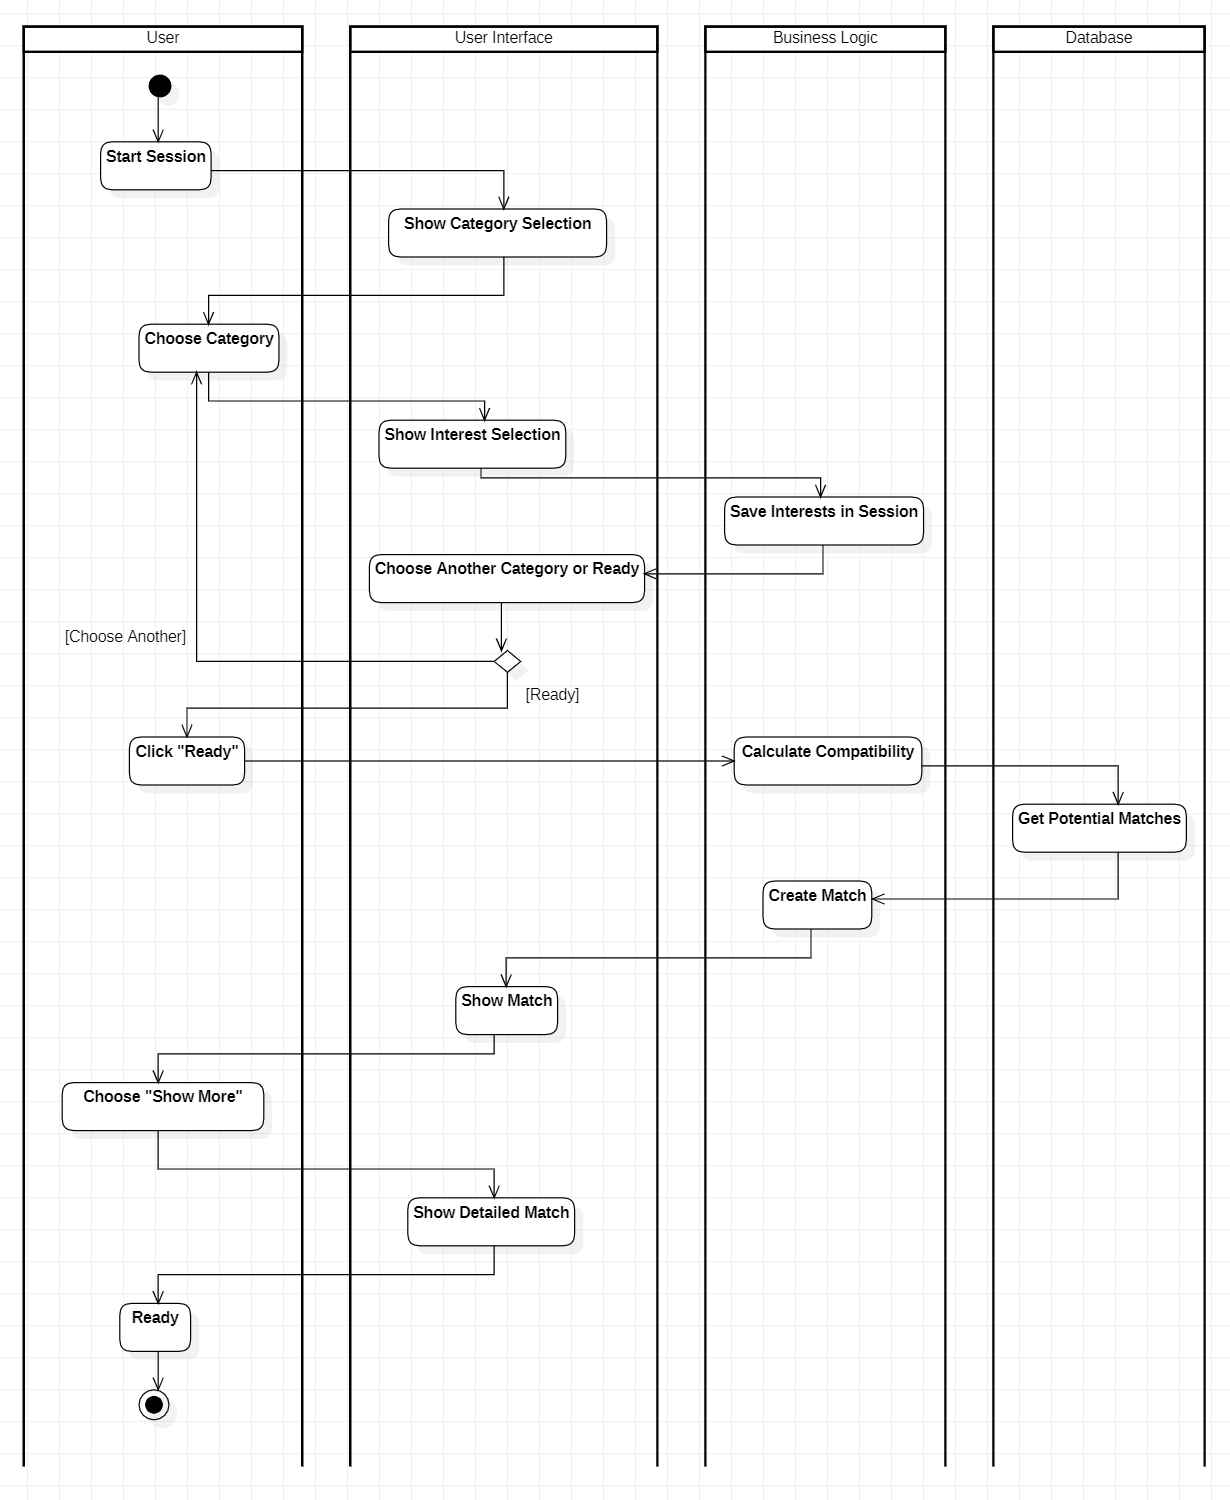 User
User Interface
Business Logic
Database
Start Session
Show Category Selection
Choose Category
Show Interest Selection
Save Interests in Session
Choose Another Category or Ready
[Choose Another]
[Ready]
Click "Ready"
Calculate Compatibility
Get Potential Matches
Create Match
Show Match
Choose "Show More"
Show Detailed Match
Ready